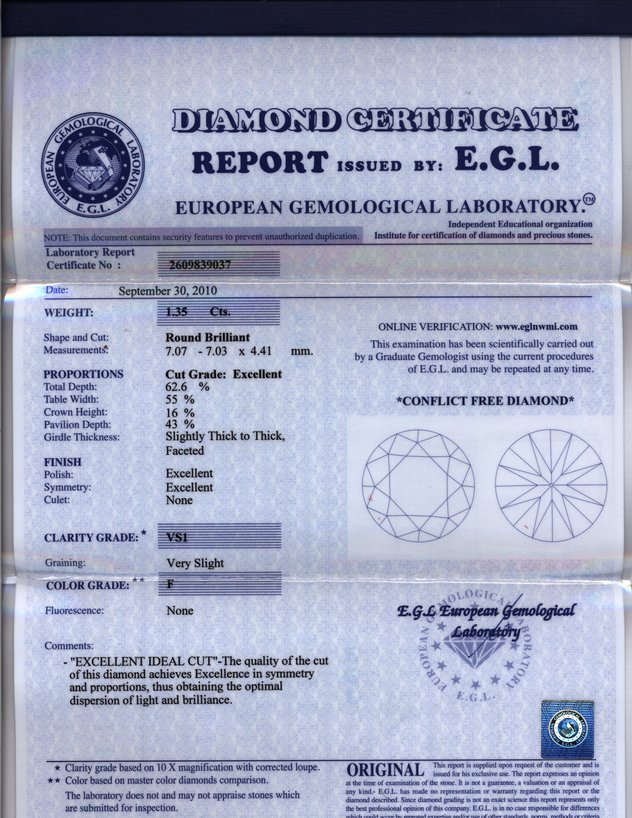 EUROPEAN GEMOLOGICAL LABORATORY
E.G.L.
DIAMOND CERTIFICATE
REPORT ISSUED BY: E.G.L.
EUROPEAN GEMOLOGICAL LABORATORY.™
Independent Educational organization
Institute for certification of diamonds and precious stones.
NOTE: This document contains security features to prevent unauthorized duplication.
Laboratory Report
Certificate No : 2609839037
Date: September 30, 2010
WEIGHT: 1.35 Cts.
Shape and Cut: Round Brilliant
Measurements: 7.07 - 7.03 x 4.41 mm.
PROPORTIONS Cut Grade: Excellent
Total Depth: 62.6 %
Table Width: 55 %
Crown Height: 16 %
Pavilion Depth: 43 %
Girdle Thickness: Slightly Thick to Thick,
Faceted
FINISH
Polish: Excellent
Symmetry: Excellent
Culet: None
CLARITY GRADE: * VS1
Graining: Very Slight
COLOR GRADE: ** F
Fluorescence: None
Comments:
- "EXCELLENT IDEAL CUT"-The quality of the cut
of this diamond achieves Excellence in symmetry
and proportions, thus obtaining the optimal
dispersion of light and brilliance.
ONLINE VERIFICATION: www.eglnwmi.com
This examination has been scientifically carried out
by a Graduate Gemologist using the current procedures
of E.G.L. and may be repeated at any time.
*CONFLICT FREE DIAMOND*
E.G.L European Gemological
Laboratory
EUROPEAN GEMOLOGICAL LABORATORY
E.G.L.
★ Clarity grade based on 10 X magnification with corrected loupe.
★★ Color based on master color diamonds comparison.
The laboratory does not and may not appraise stones which
are submitted for inspection.
ORIGINAL This report is supplied upon request of the customer and is
issued for his exclusive use. The report expresses an opinion
at the time of examination of the stone. It is not a guarantee, a valuation or an appraisal of
any kind.- E.G.L. has made no representation or warranty regarding this report or the
diamond described. Since diamond grading is not an exact science this report represents only
the best professional opinion of this company. E.G.L. is in no case responsible for differences